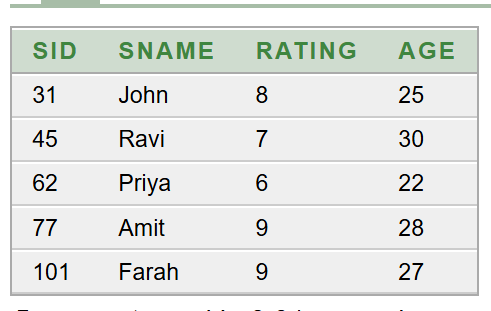 SID SNAME RATING AGE
31 John 8 25
45 Ravi 7 30
62 Priya 6 22
77 Amit 9 28
101 Farah 9 27